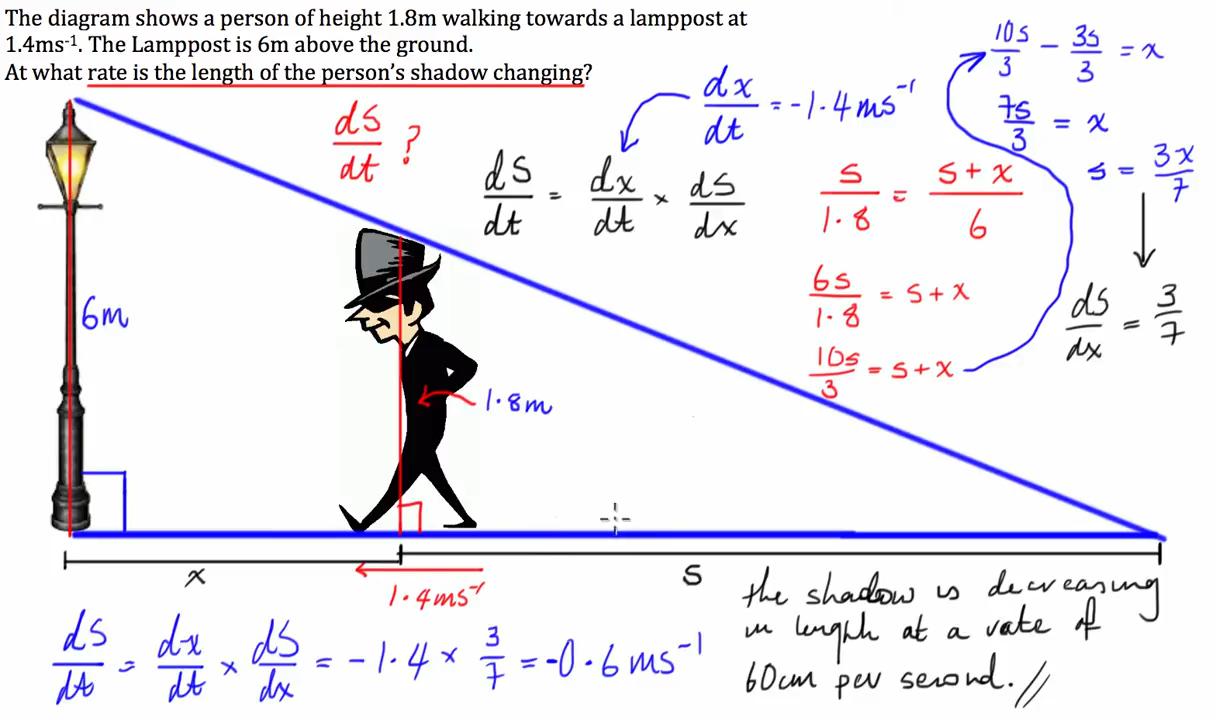 The diagram shows a person of height 1.8m walking towards a lamppost at
1.4ms⁻¹. The Lamppost is 6m above the ground.
At what rate is the length of the person's shadow changing?
dS/dt ?
dx/dt = -1.4ms⁻¹
dS/dt = dx/dt × dS/dx
s/1.8 = s+x/6
6s/1.8 = s+x
10s/3 = s+x
10s/3 - 3s/3 = x
7s/3 = x
s = 3x/7
ds/dx = 3/7
6m
1.8m
x
S
1.4ms⁻¹
dS/dt = dx/dt × dS/dx = -1.4 × 3/7 = -0.6ms⁻¹
the shadow is decreasing
in length at a rate of
60cm per second.//